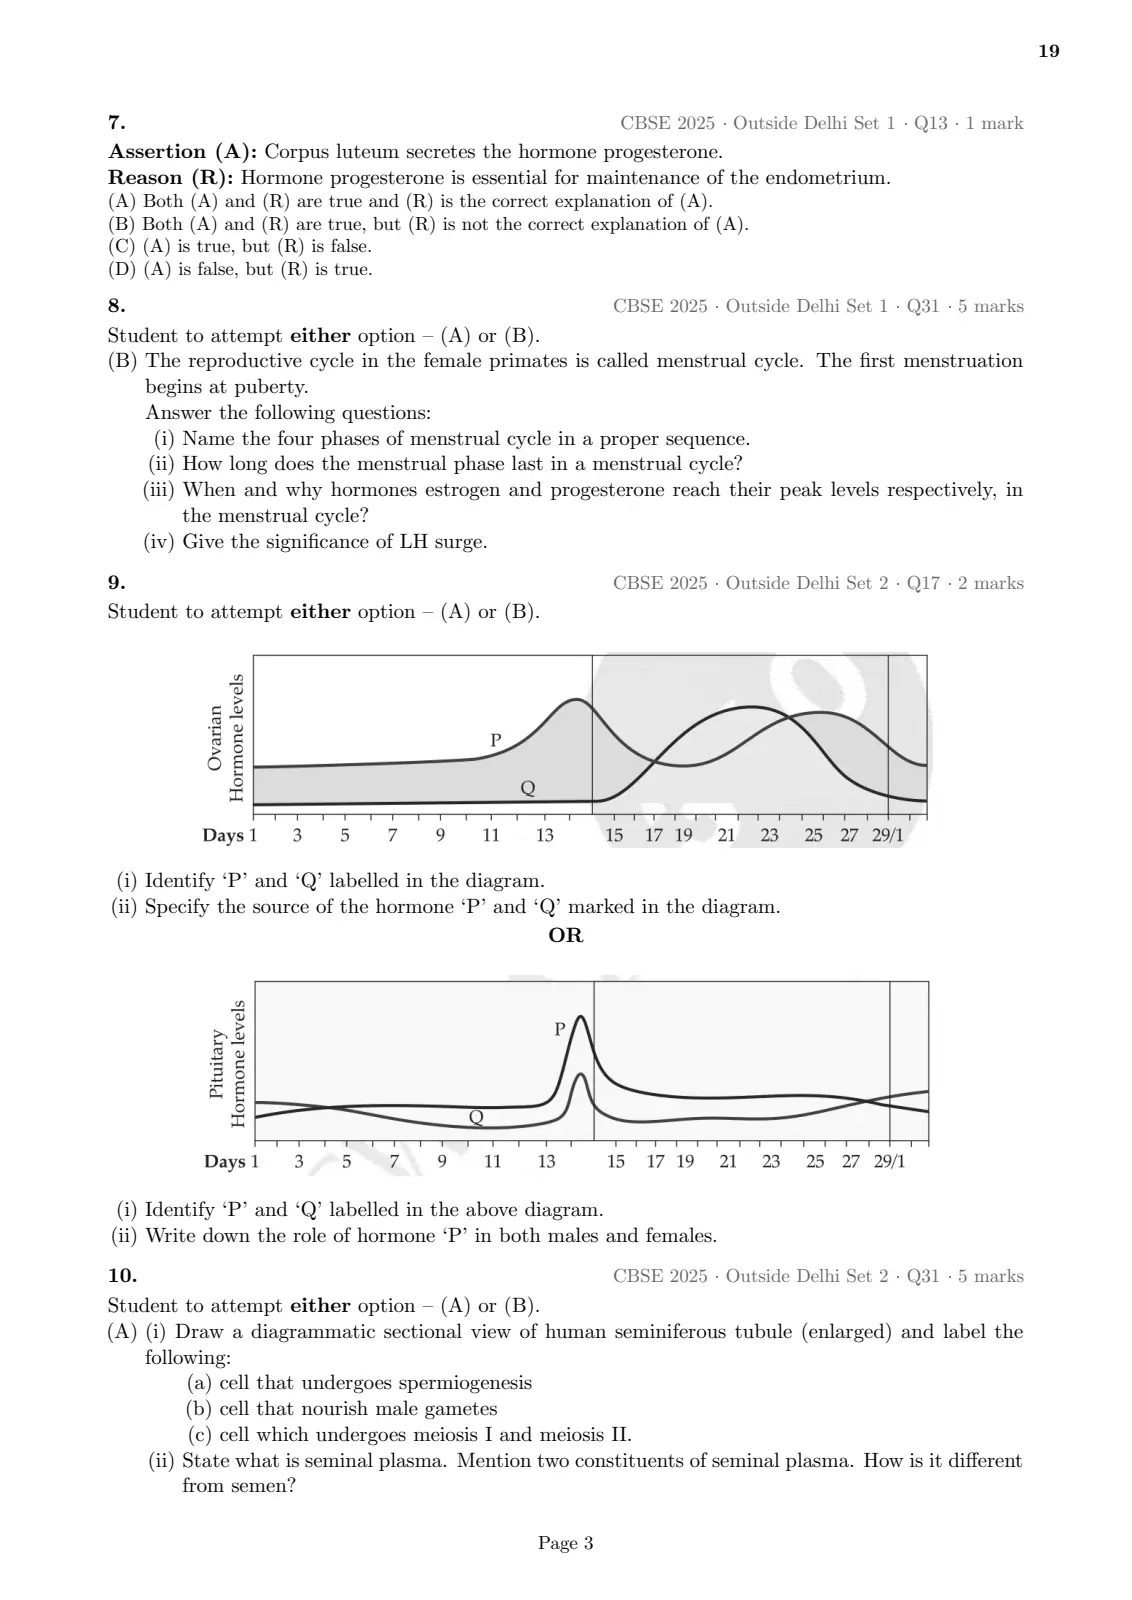 19
7. CBSE 2025 · Outside Delhi Set 1 · Q13 · 1 mark
Assertion (A): Corpus luteum secretes the hormone progesterone.
Reason (R): Hormone progesterone is essential for maintenance of the endometrium.
(A) Both (A) and (R) are true and (R) is the correct explanation of (A).
(B) Both (A) and (R) are true, but (R) is not the correct explanation of (A).
(C) (A) is true, but (R) is false.
(D) (A) is false, but (R) is true.
8. CBSE 2025 · Outside Delhi Set 1 · Q31 · 5 marks
Student to attempt either option – (A) or (B).
(B) The reproductive cycle in the female primates is called menstrual cycle. The first menstruation
begins at puberty.
Answer the following questions:
(i) Name the four phases of menstrual cycle in a proper sequence.
(ii) How long does the menstrual phase last in a menstrual cycle?
(iii) When and why hormones estrogen and progesterone reach their peak levels respectively, in
the menstrual cycle?
(iv) Give the significance of LH surge.
9. CBSE 2025 · Outside Delhi Set 2 · Q17 · 2 marks
Student to attempt either option – (A) or (B).
Ovarian
Hormone levels
P
Q
Days 1 3 5 7 9 11 13 15 17 19 21 23 25 27 29/1
(i) Identify ‘P’ and ‘Q’ labelled in the diagram.
(ii) Specify the source of the hormone ‘P’ and ‘Q’ marked in the diagram.
OR
Pituitary
Hormone levels
P
Q
Days 1 3 5 7 9 11 13 15 17 19 21 23 25 27 29/1
(i) Identify ‘P’ and ‘Q’ labelled in the above diagram.
(ii) Write down the role of hormone ‘P’ in both males and females.
10. CBSE 2025 · Outside Delhi Set 2 · Q31 · 5 marks
Student to attempt either option – (A) or (B).
(A) (i) Draw a diagrammatic sectional view of human seminiferous tubule (enlarged) and label the
following:
(a) cell that undergoes spermiogenesis
(b) cell that nourish male gametes
(c) cell which undergoes meiosis I and meiosis II.
(ii) State what is seminal plasma. Mention two constituents of seminal plasma. How is it different
from semen?
Page 3